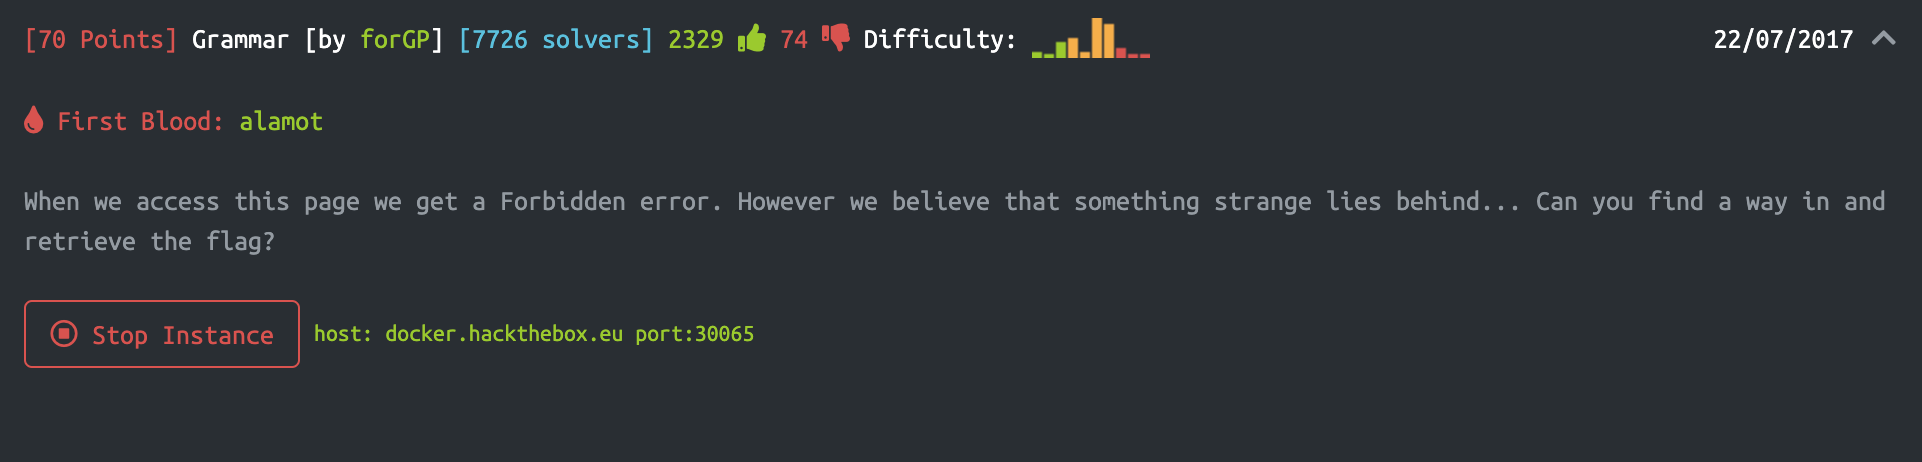 [70 Points] Grammar [by forGP] [7726 solvers] 2329 74 Difficulty: 22/07/2017
First Blood: alamot
When we access this page we get a Forbidden error. However we believe that something strange lies behind... Can you find a way in and
retrieve the flag?
Stop Instance host: docker.hackthebox.eu port:30065